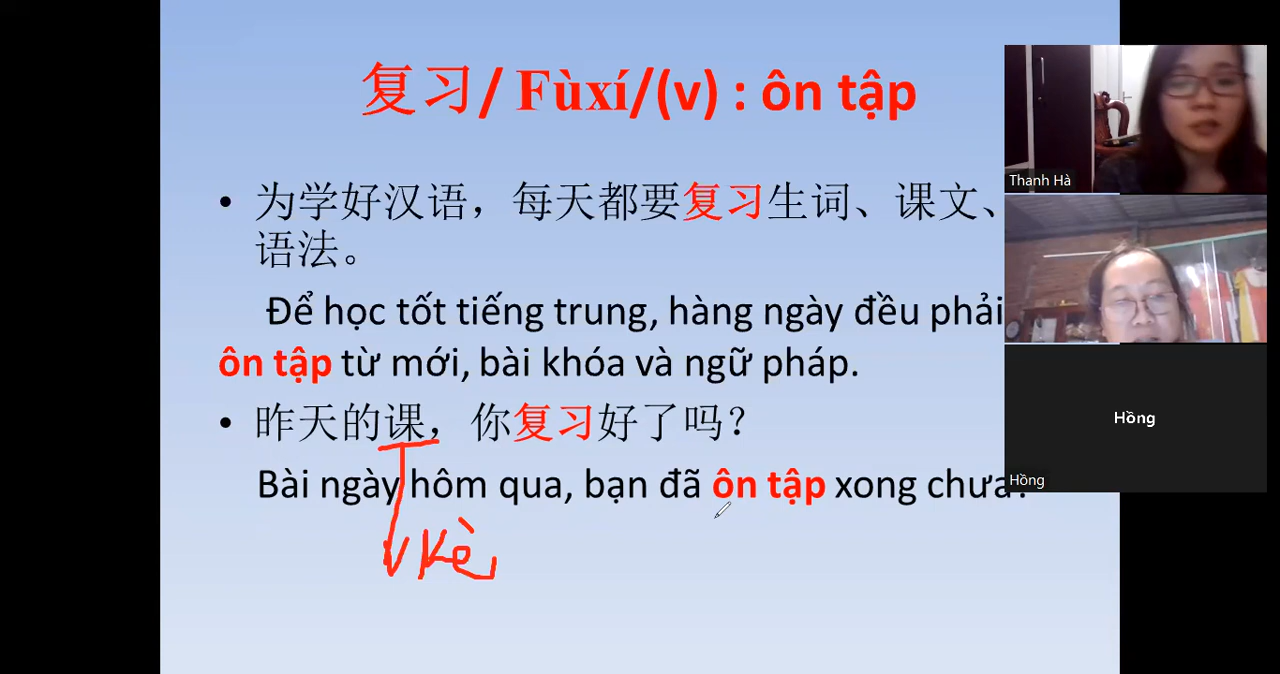 复习/ Fùxí/(v) : ôn tập
• 为学好汉语，每天都要复习生词、课文、
语法。
Để học tốt tiếng trung, hàng ngày đều phải
ôn tập từ mới, bài khóa và ngữ pháp.
• 昨天的课，你复习好了吗?
Bài ngày hôm qua, bạn đã ôn tập xong chưa?
kè
Thanh Hà
Hồng
Hồng